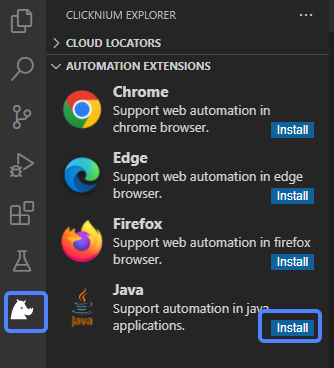 CLICKNIUM EXPLORER
CLOUD LOCATORS
AUTOMATION EXTENSIONS
Chrome
Support web automation in
chrome browser.
Install
Edge
Support web automation in edge
browser.
Install
Firefox
Support web automation in firefox
browser.
Install
Java
Support automation in java
applications.
Install
Java